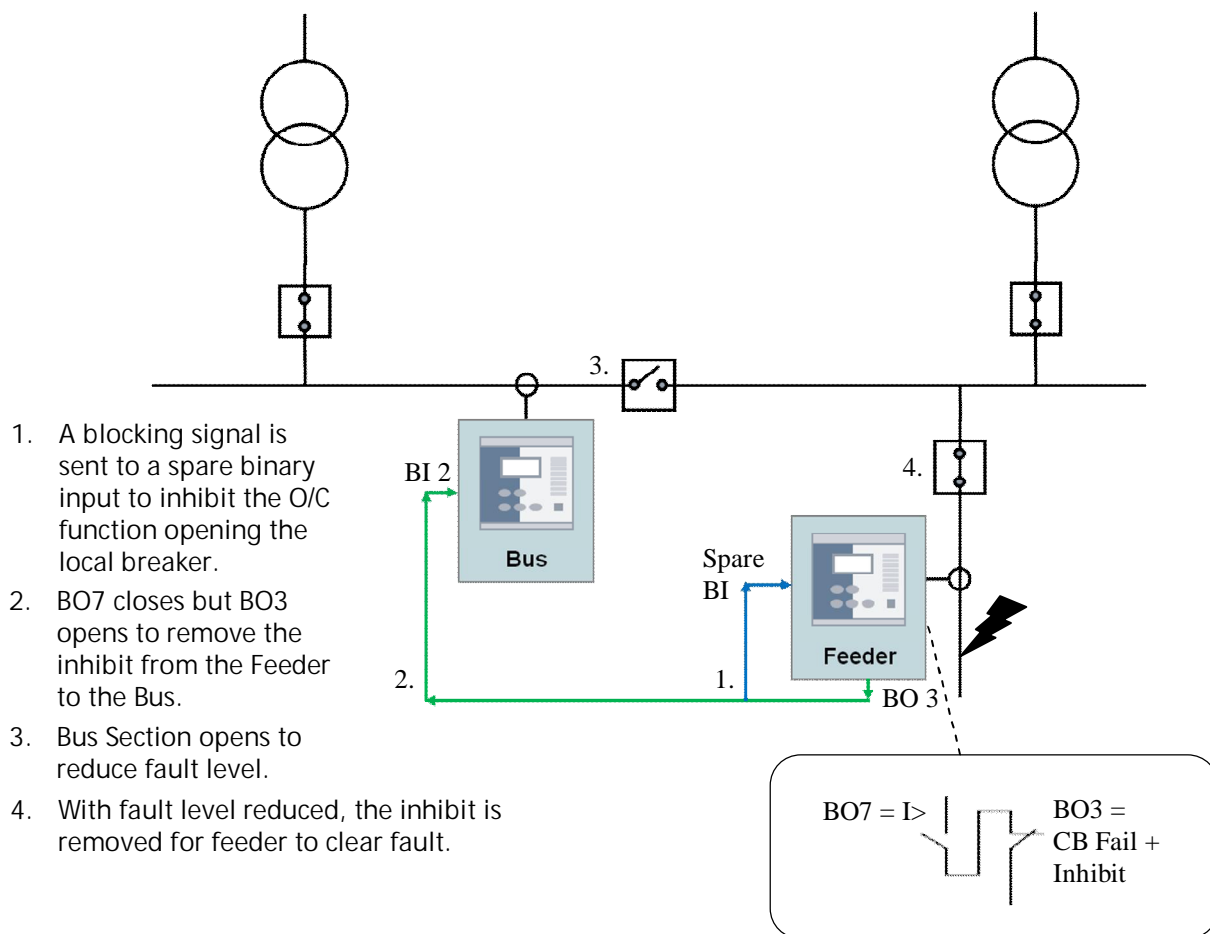 3.
1. A blocking signal is
sent to a spare binary
input to inhibit the O/C
function opening the
local breaker.
2. BO7 closes but BO3
opens to remove the
inhibit from the Feeder
to the Bus.
3. Bus Section opens to
reduce fault level.
4. With fault level reduced, the inhibit is
removed for feeder to clear fault.
BI 2
Bus
4.
Spare
BI
Feeder
2.
1.
BO 3
BO7 = I>
BO3 =
CB Fail +
Inhibit